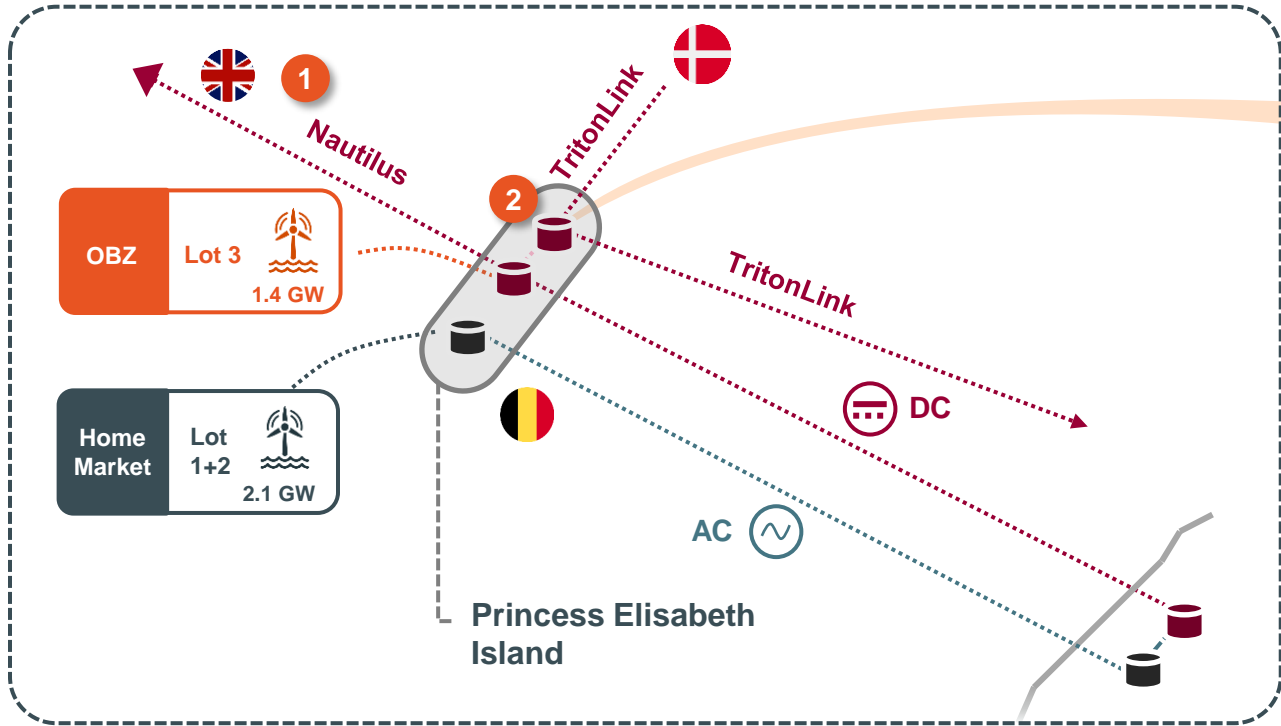 1
Nautilus
TritonLink
2
OBZ
Lot 3
1.4 GW
TritonLink
DC
Home
Market
Lot
1+2
2.1 GW
AC
Princess Elisabeth
Island